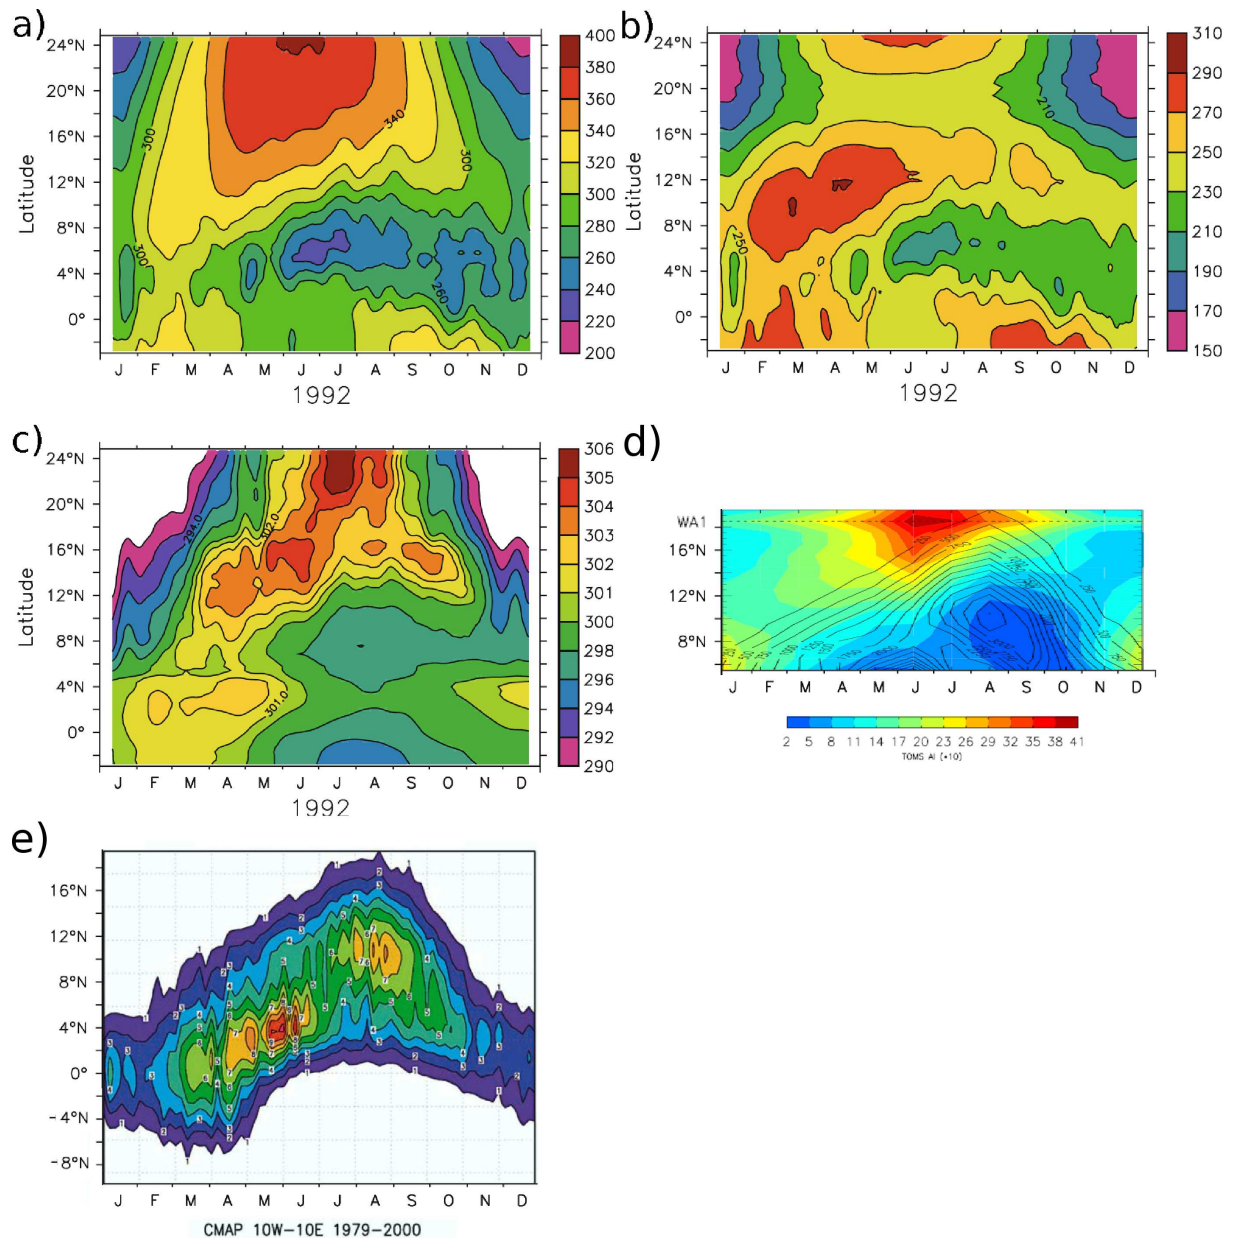 a)
24°N
20°N
16°N
12°N
8°N
4°N
0°
Latitude
300
340
300
300
260
J F M A M J J A S O N D
1992
400
380
360
340
320
300
280
260
240
220
200
b)
24°N
20°N
16°N
12°N
8°N
4°N
0°
Latitude
210
250
J F M A M J J A S O N D
1992
310
290
270
250
230
210
190
170
150
c)
24°N
20°N
16°N
12°N
8°N
4°N
0°
Latitude
294.0
302.0
301.0
J F M A M J J A S O N D
1992
306
305
304
303
302
301
300
298
296
294
292
290
d)
WA1
16°N
12°N
8°N
J F M A M J J A S O N D
2 5 8 11 14 17 20 23 26 29 32 35 38 41
TOMS AI (*10)
e)
16°N
12°N
8°N
4°N
0°
-4°N
-8°N
J F M A M J J A S O N D
CMAP 10W-10E 1979-2000